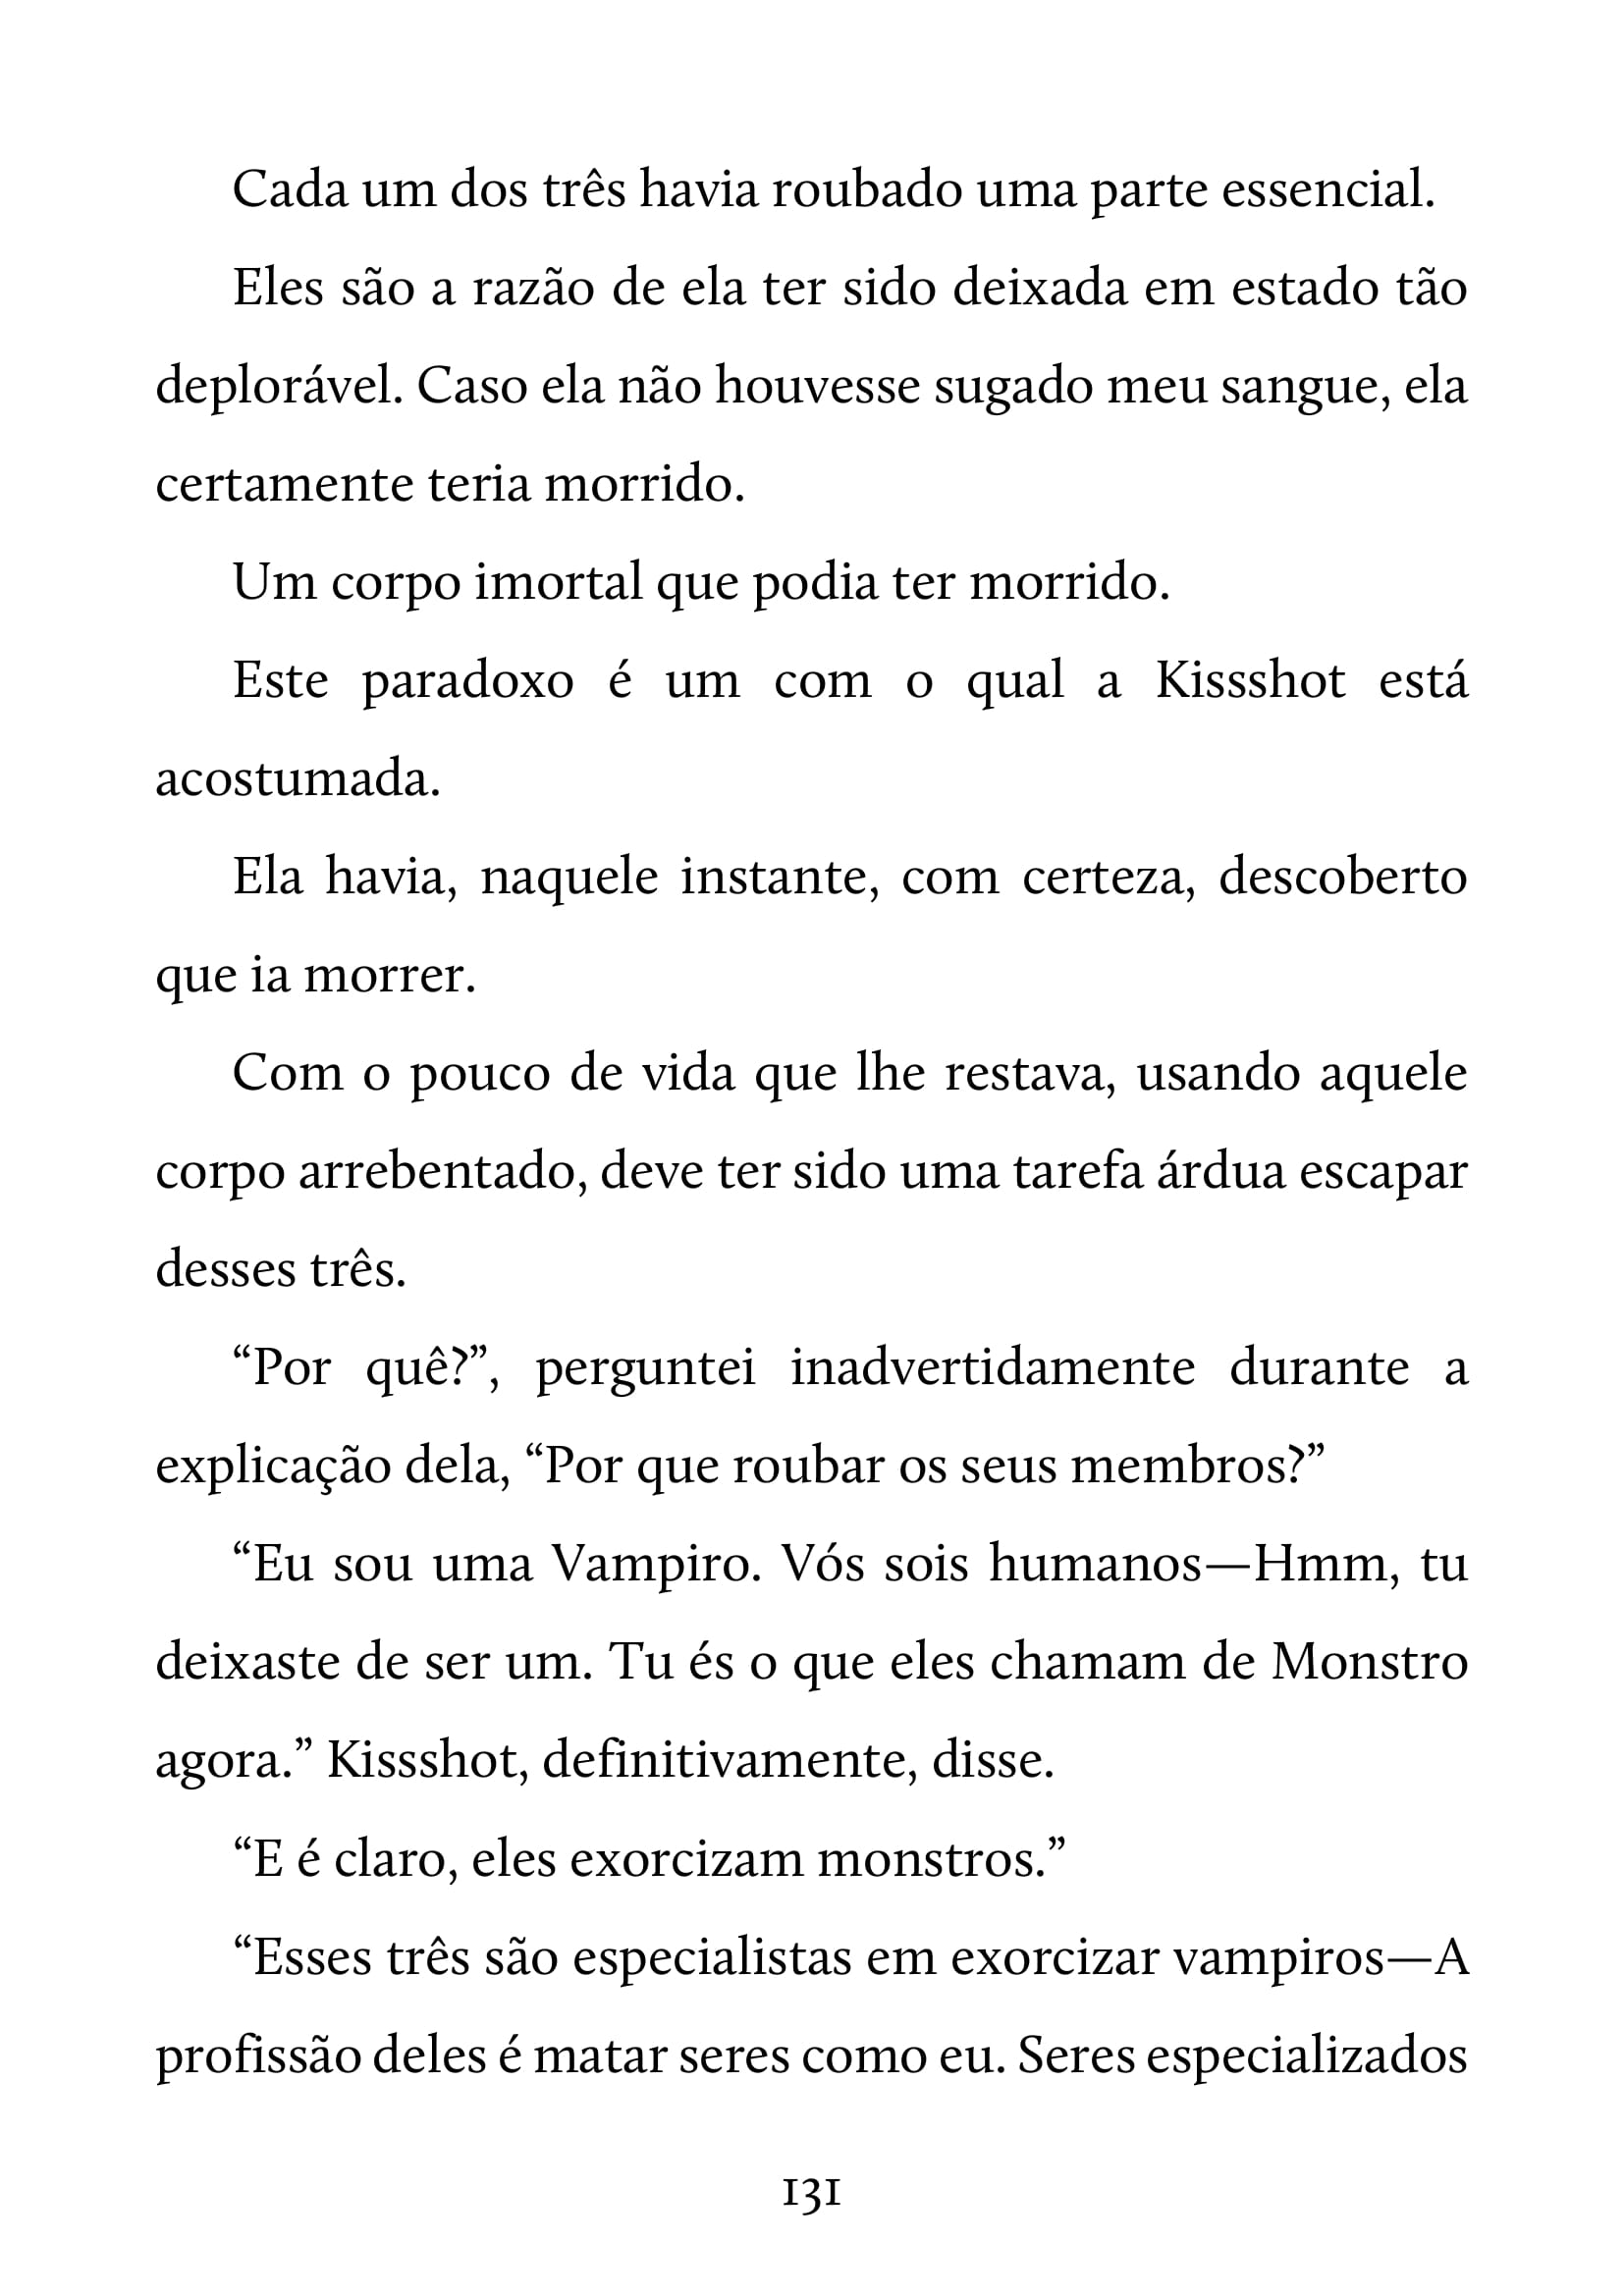 Cada um dos três havia roubado uma parte essencial.
Eles são a razão de ela ter sido deixada em estado tão
deplorável. Caso ela não houvesse sugado meu sangue, ela
certamente teria morrido.
Um corpo imortal que podia ter morrido.
Este paradoxo é um com o qual a Kissshot está
acostumada.
Ela havia, naquele instante, com certeza, descoberto
que ia morrer.
Com o pouco de vida que lhe restava, usando aquele
corpo arrebentado, deve ter sido uma tarefa árdua escapar
desses três.
“Por quê?”, perguntei inadvertidamente durante a
explicação dela, “Por que roubar os seus membros?”
“Eu sou uma Vampiro. Vós sois humanos—Hmm, tu
deixaste de ser um. Tu és o que eles chamam de Monstro
agora.” Kissshot, definitivamente, disse.
“E é claro, eles exorcizam monstros.”
“Esses três são especialistas em exorcizar vampiros—A
profissão deles é matar seres como eu. Seres especializados
131